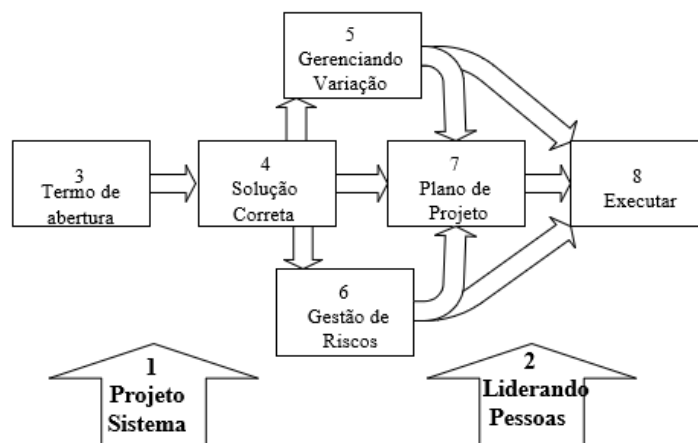 5
Gerenciando
Variação
3
Termo de
abertura
4
Solução
Correta
7
Plano de
Projeto
8
Executar
6
Gestão de
Riscos
1
Projeto
Sistema
2
Liderando
Pessoas